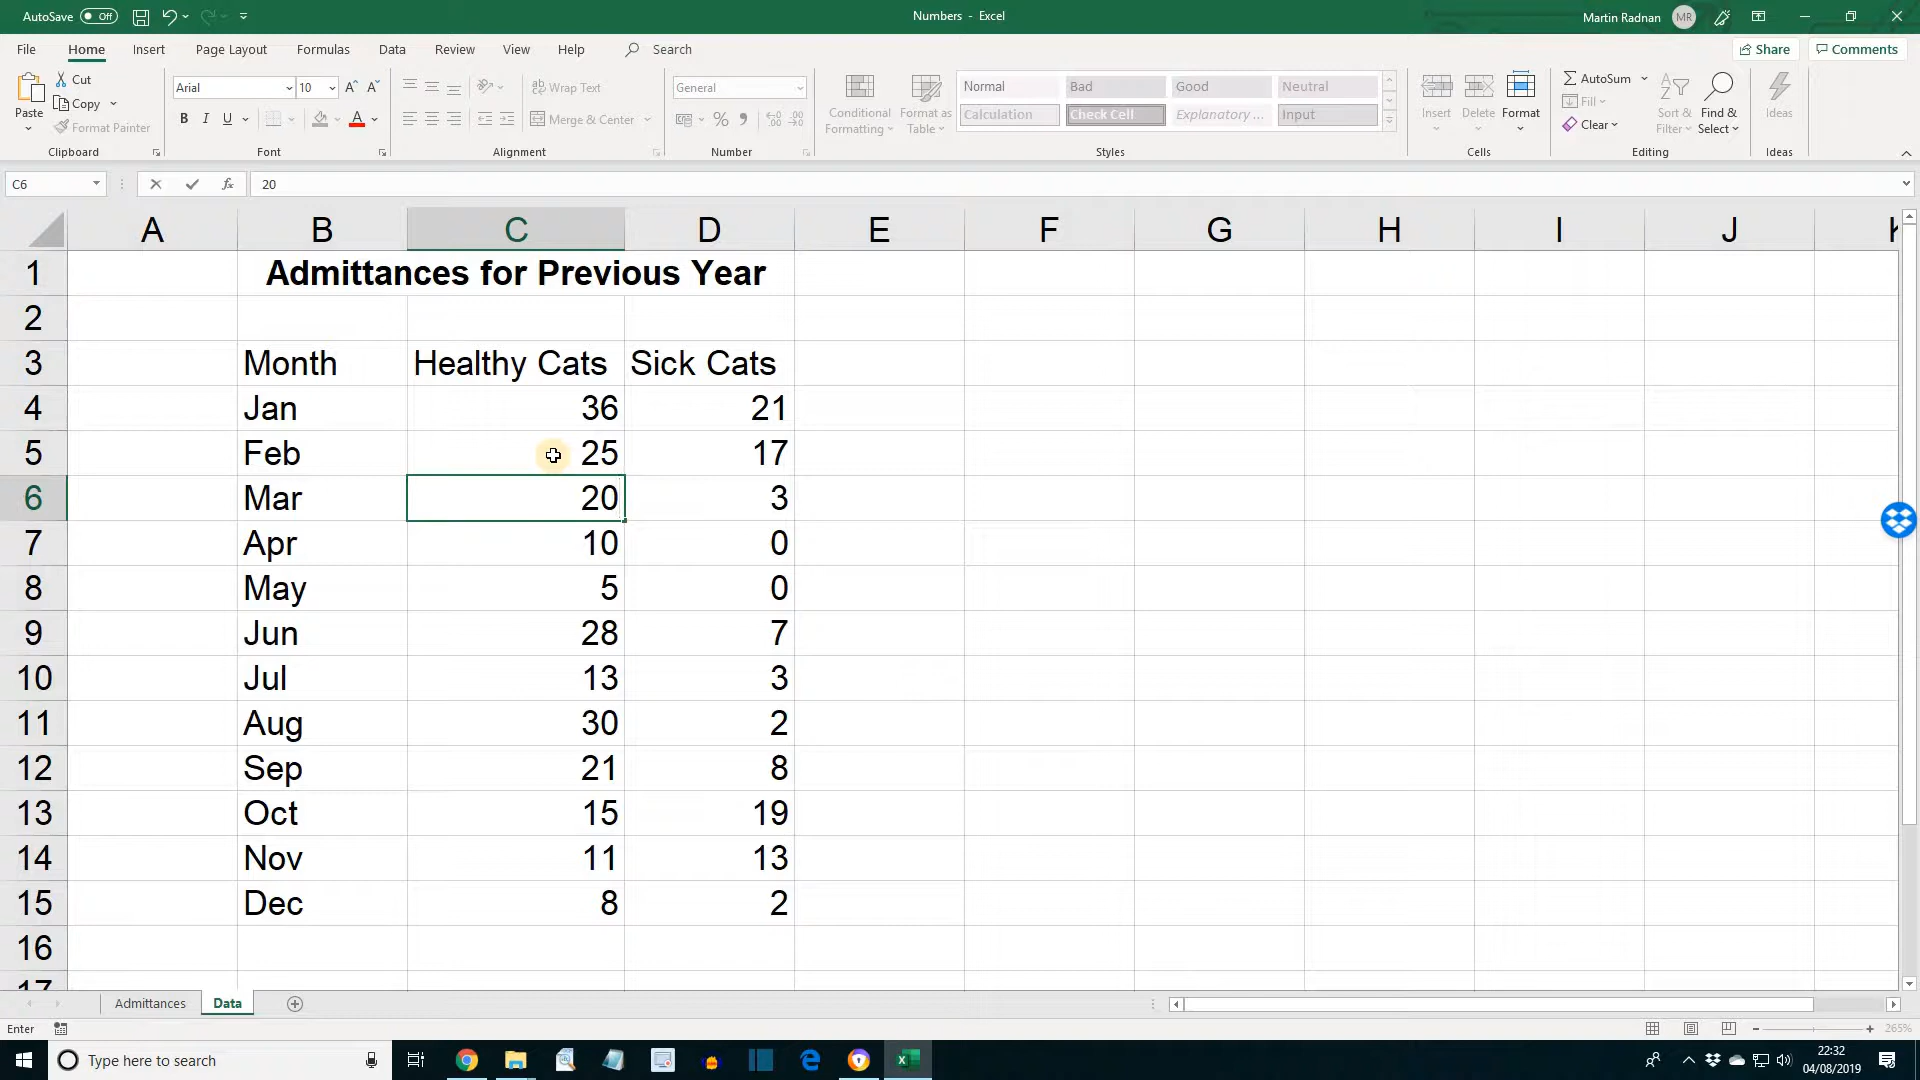 AutoSave Off Numbers - Excel Martin Radnan MR
File Home Insert Page Layout Formulas Data Review View Help Search Share Comments
Paste Cut Copy Format Painter Clipboard
Arial 10 B I U A Font
Wrap Text Merge & Center Alignment
General % Number
Conditional Formatting Format as Table Normal Bad Good Neutral Calculation Check Cell Explanatory ... Input Styles
Insert Delete Format Cells
AutoSum Fill Clear Sort & Filter Find & Select Editing
Ideas Ideas
C6 fx 20
A B C D E F G H I J K
1 Admittances for Previous Year
2
3 Month Healthy Cats Sick Cats
4 Jan 36 21
5 Feb 25 17
6 Mar 20 3
7 Apr 10 0
8 May 5 0
9 Jun 28 7
10 Jul 13 3
11 Aug 30 2
12 Sep 21 8
13 Oct 15 19
14 Nov 11 13
15 Dec 8 2
16
17
Admittances Data
Enter 265%
Type here to search 22:32
04/08/2019